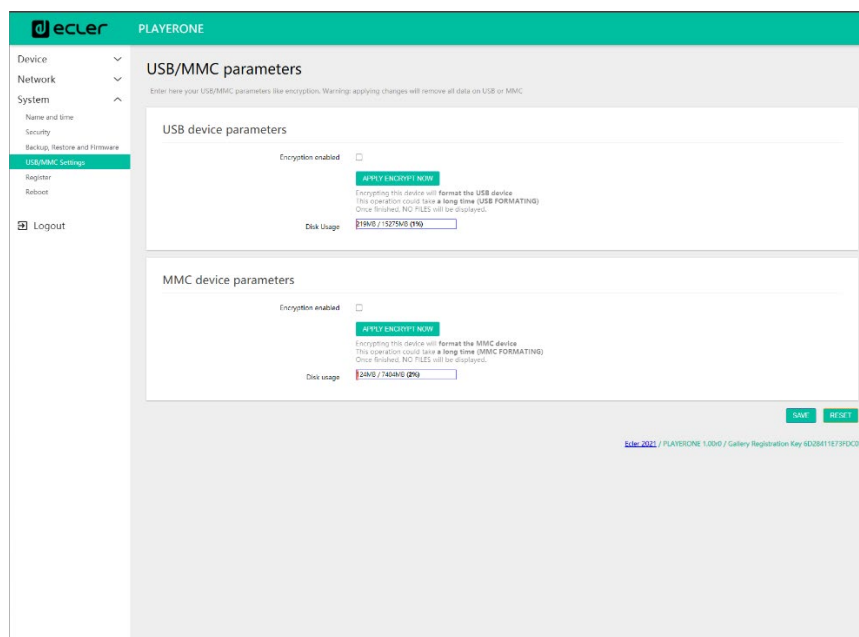 ecler
PLAYERONE
Device
Network
System
Name and time
Security
Backup, Restore and Firmware
USB/MMC Settings
Register
Reboot
Logout
USB/MMC parameters
Enter here your USB/MMC parameters like encryption. Warning: applying changes will remove all data on USB or MMC
USB device parameters
Encryption enabled
APPLY ENCRYPT NOW
Encrypting this device will format the USB device
This operation could take a long time (USB FORMATING)
Once finished, NO FILES will be displayed.
Disk Usage
219MB / 15275MB (1%)
MMC device parameters
Encryption enabled
APPLY ENCRYPT NOW
Encrypting this device will format the MMC device
This operation could take a long time (MMC FORMATING)
Once finished, NO FILES will be displayed.
Disk usage
124MB / 7404MB (2%)
SAVE RESET
Ecler 2021 / PLAYERONE 1.00r0 / Gallery Registration Key